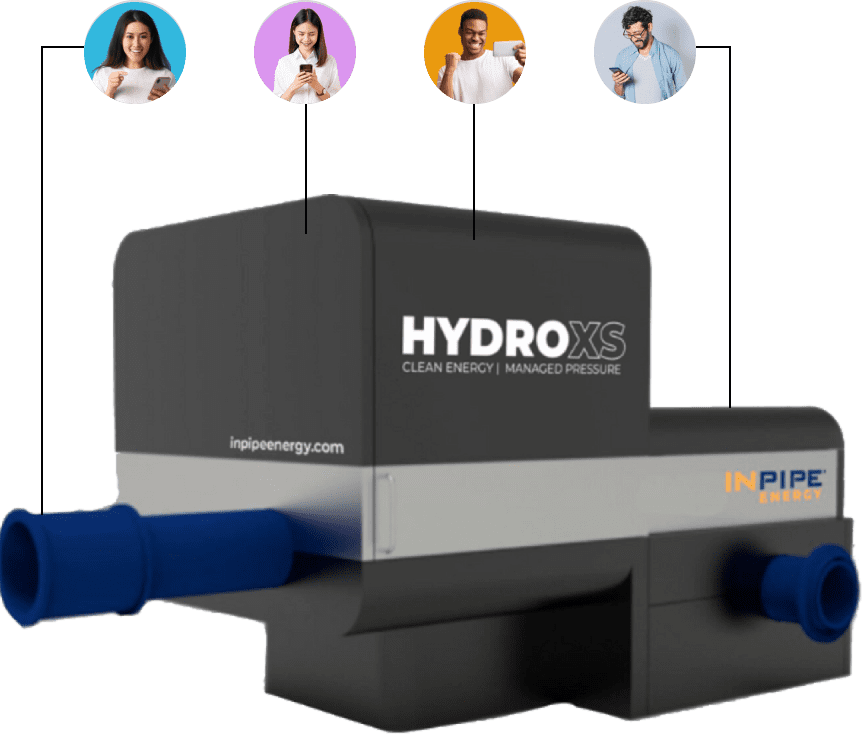 HYDROXS
CLEAN ENERGY | MANAGED PRESSURE
inpipeenergy.com
INPIPE
ENERGY